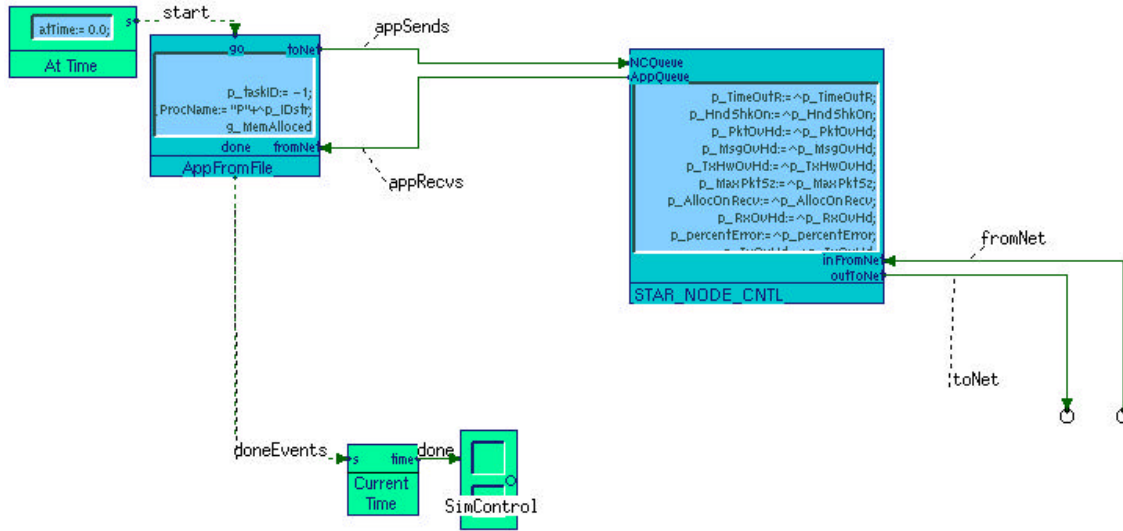 start
atTime:= 0.0;
s
At Time
go
toNet
p_taskID:= -1;
ProcName:= "P"+^p_IDstr;
g_MemAlloced
done
fromNet
AppFromFile
appSends
appRecvs
NCQueue
AppQueue
p_TimeOutR:=^p_TimeOutR;
p_HndShkOn:=^p_HndShkOn;
p_PktOvHd:=^p_PktOvHd;
p_MsgOvHd:=^p_MsgOvHd;
p_TxHwOvHd:=^p_TxHwOvHd;
p_MaxPktSz:=^p_MaxPktSz;
p_AllocOnRecv:=^p_AllocOnRecv;
p_RxOvHd:=^p_RxOvHd;
p_percentError:=^p_percentError;
inFromNet
outToNet
STAR_NODE_CNTL
fromNet
toNet
doneEvents
s
time
done
Current
Time
SimControl